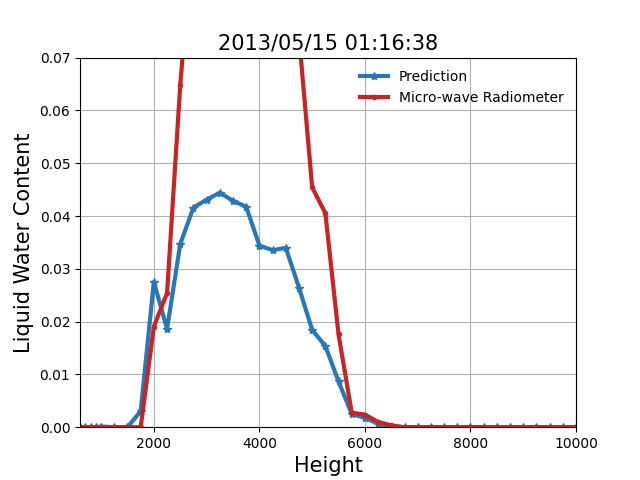 2013/05/15 01:16:38
0.07
0.06
0.05
0.04
0.03
0.02
0.01
0.00
Liquid Water Content
Prediction
Micro-wave Radiometer
2000 4000 6000 8000 10000
Height